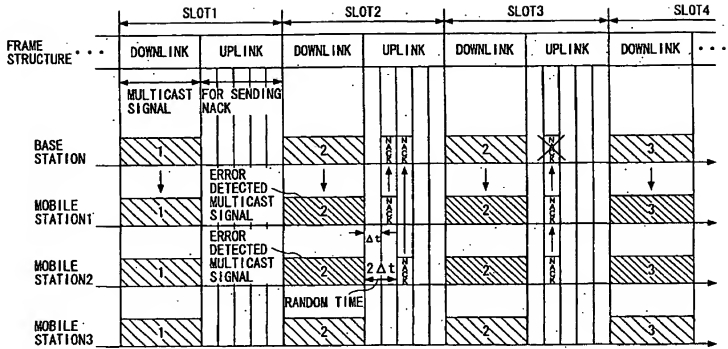 SLOT1 SLOT2 SLOT3 SLOT4
FRAME STRUCTURE ··· DOWNLINK UPLINK DOWNLINK UPLINK DOWNLINK UPLINK DOWNLINK ···
MULTICAST SIGNAL
FOR SENDING NACK
BASE STATION 1 2 NACK NACK 2 NACK 3
ERROR DETECTED MULTICAST SIGNAL
MOBILE STATION1 1 2 NACK 2 NACK 3
Δt
ERROR DETECTED MULTICAST SIGNAL
MOBILE STATION2 1 2 2Δt NACK 2 NACK 3
RANDOM TIME
MOBILE STATION3 1 2 2 3